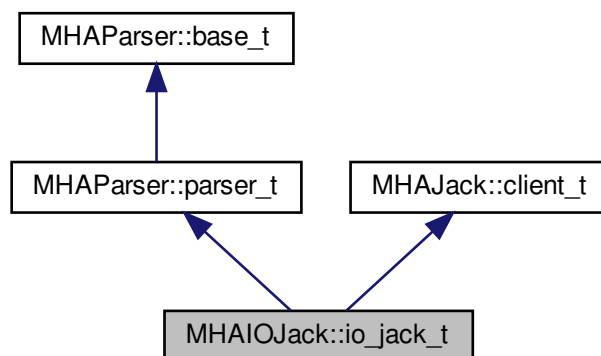 MHAParser::base_t
MHAParser::parser_t
MHAJack::client_t
MHAIOJack::io_jack_t